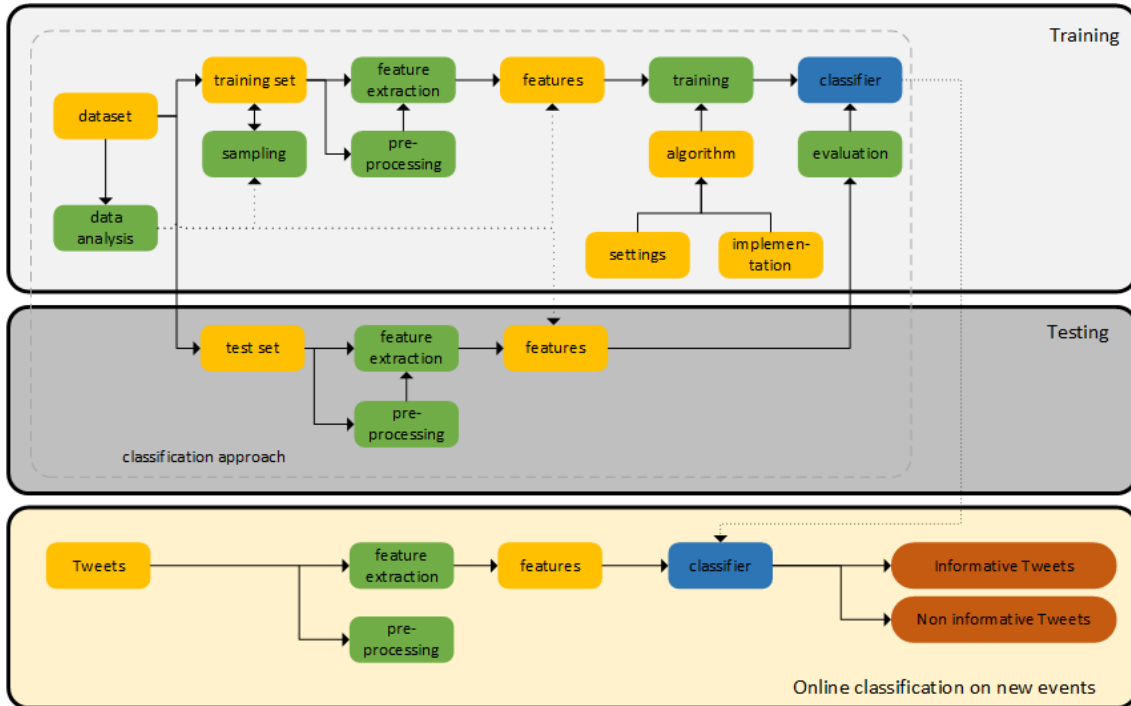 Training
dataset
training set
feature
extraction
features
training
classifier
sampling
pre-
processing
algorithm
evaluation
data
analysis
settings
implemen-
tation
Testing
test set
feature
extraction
features
pre-
processing
classification approach
Tweets
feature
extraction
features
classifier
Informative Tweets
pre-
processing
Non informative Tweets
Online classification on new events